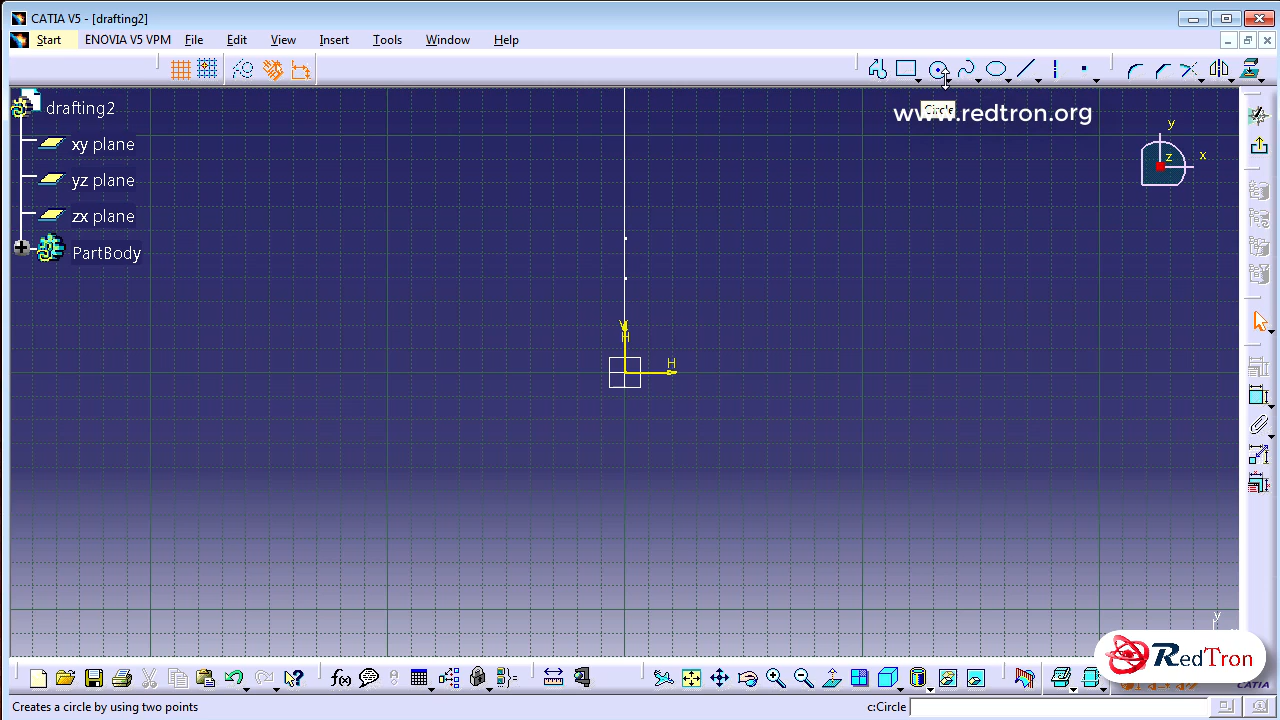 CATIA V5 - [drafting2]
Start ENOVIA V5 VPM File Edit View Insert Tools Window Help
drafting2
Circle
www.redtron.org
y
x
z
xy plane
yz plane
zx plane
PartBody
V
H
H
y
RedTron
CATIA
f(x)
Creates a circle by using two points
c:Circle